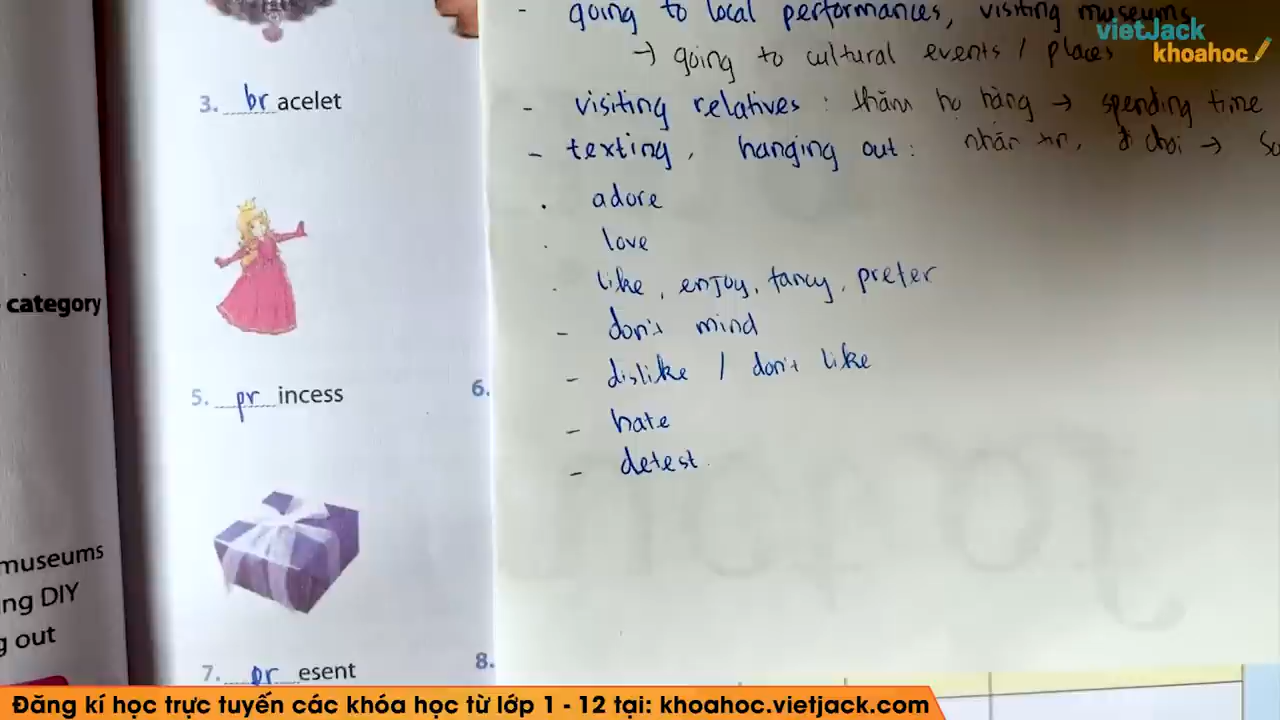 - going to local performances, visiting museums
→ going to cultural events / places
vietJack
khoahoc
- visiting relatives : thăm họ hàng → spending time
- texting, hanging out : nhắn tin, đi chơi →
. adore
. love
. like, enjoy, fancy, prefer
- don't mind
- dislike / don't like
- hate
- detest.
3. br acelet
5. pr incess
6.
7. pr esent
8.
category
museums
ng DIY
g out
Đăng kí học trực tuyến các khóa học từ lớp 1 - 12 tại: khoahoc.vietjack.com